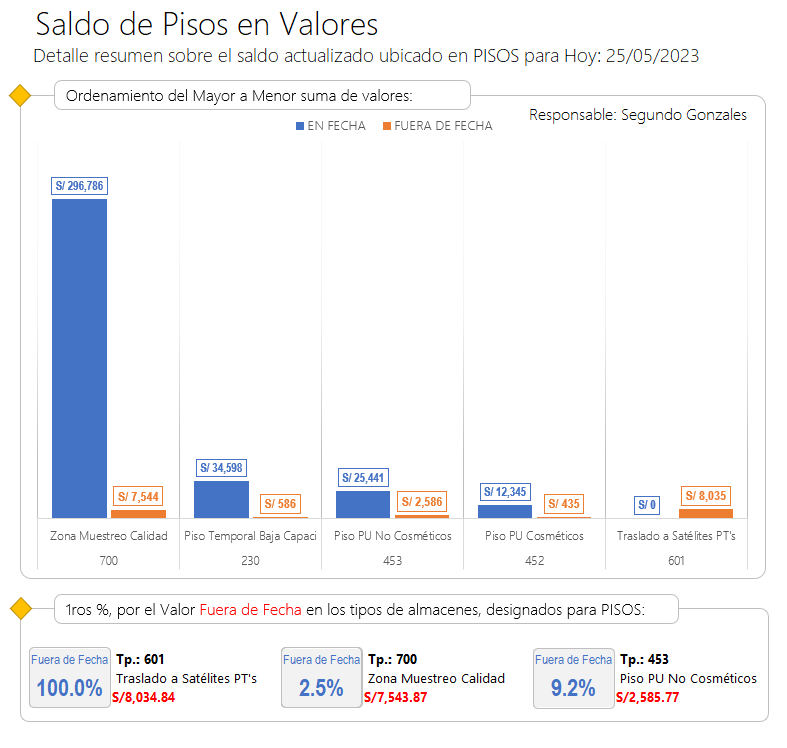 Saldo de Pisos en Valores
Detalle resumen sobre el saldo actualizado ubicado en PISOS para Hoy: 25/05/2023
Ordenamiento del Mayor a Menor suma de valores:
Responsable: Segundo Gonzales
EN FECHA FUERA DE FECHA
S/ 296,786
S/ 7,544
S/ 34,598
S/ 586
S/ 25,441
S/ 2,586
S/ 12,345
S/ 435
S/ 0
S/ 8,035
Zona Muestreo Calidad Piso Temporal Baja Capaci Piso PU No Cosméticos Piso PU Cosméticos Traslado a Satélites PT's
700 230 453 452 601
1ros %, por el Valor Fuera de Fecha en los tipos de almacenes, designados para PISOS:
Fuera de Fecha
100.0%
Tp.: 601
Traslado a Satélites PT's
S/8,034.84
Fuera de Fecha
2.5%
Tp.: 700
Zona Muestreo Calidad
S/7,543.87
Fuera de Fecha
9.2%
Tp.: 453
Piso PU No Cosméticos
S/2,585.77